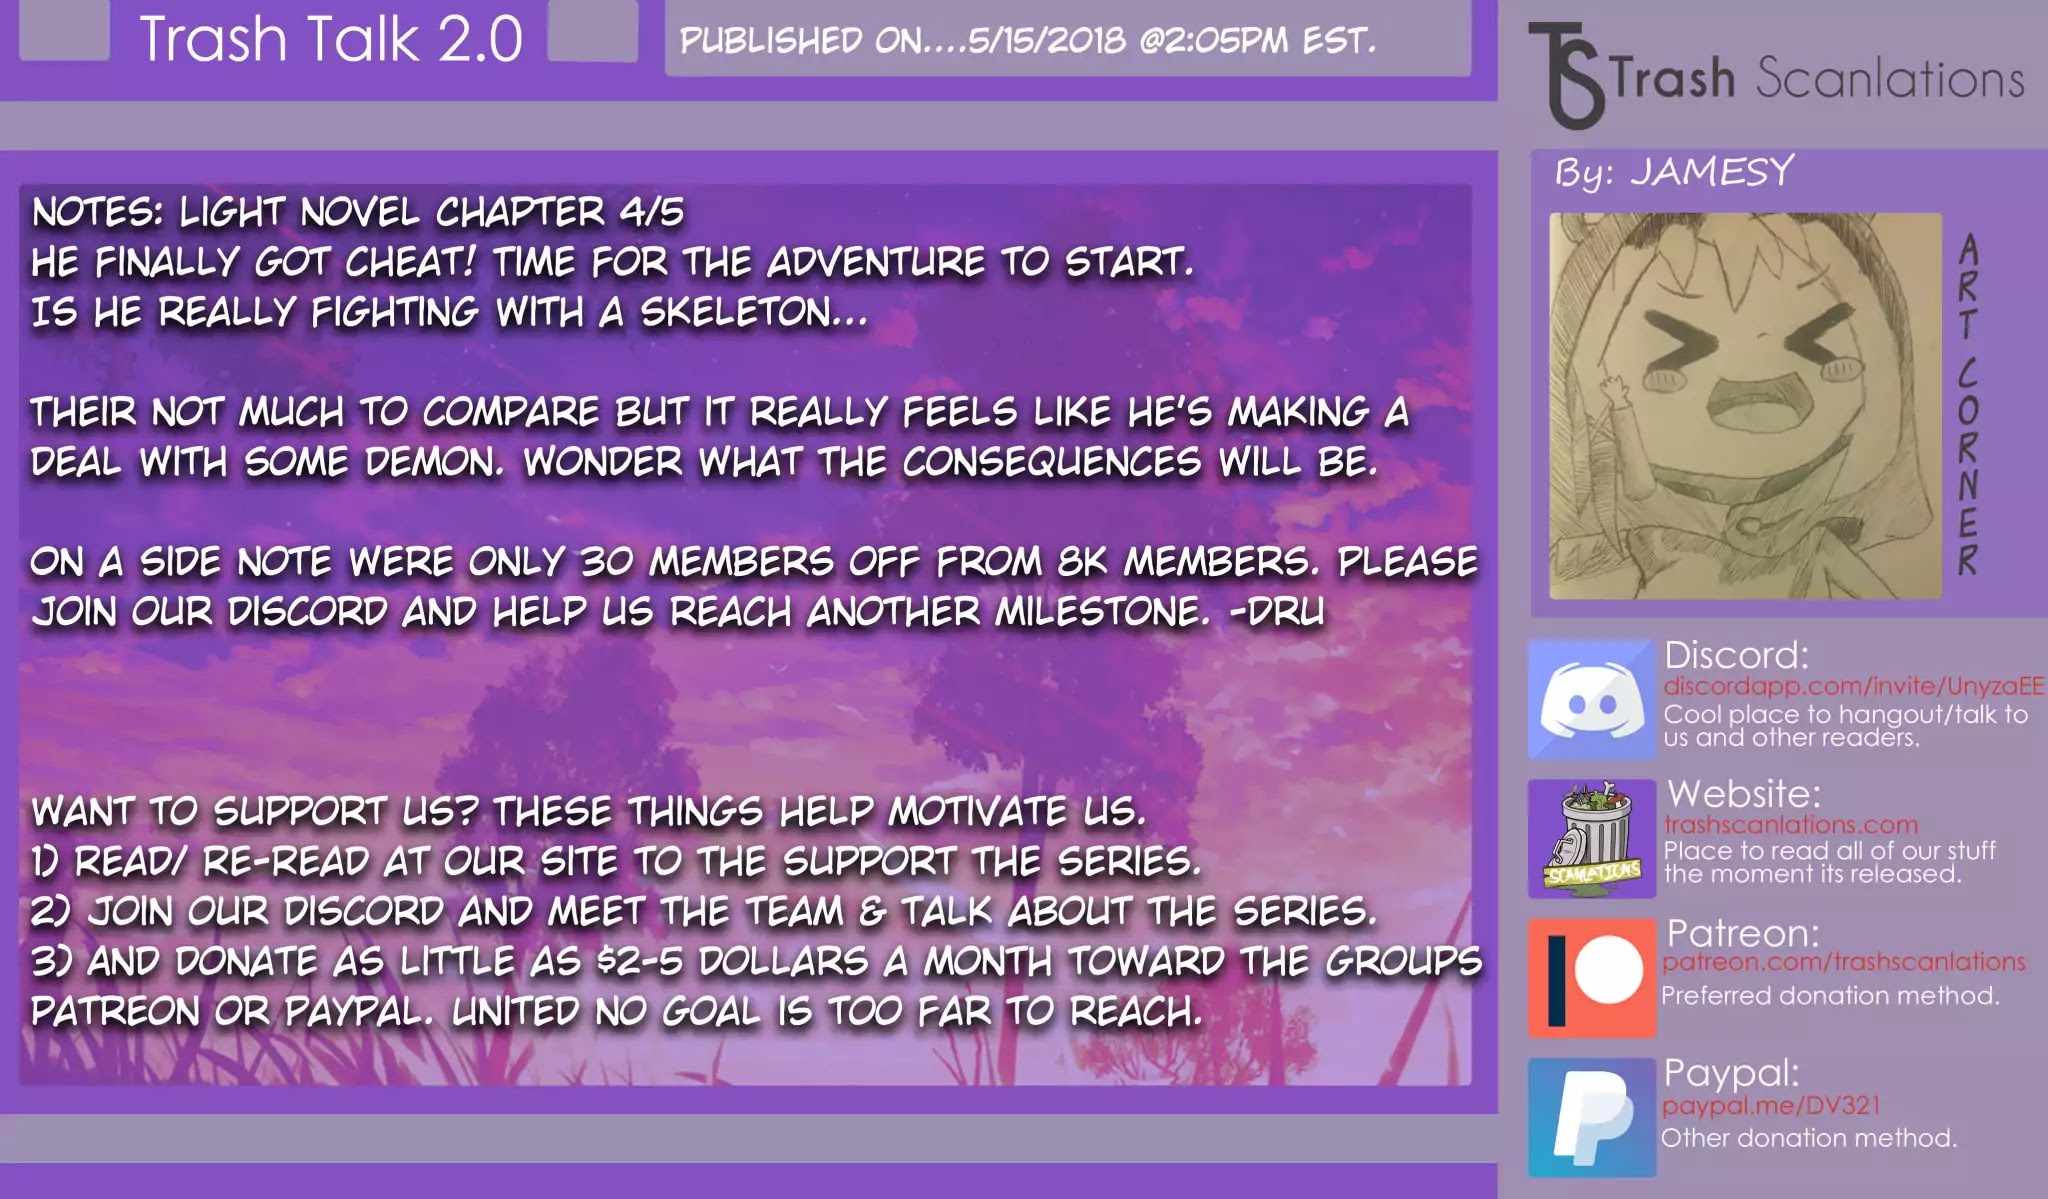 Trash Talk 2.0
PUBLISHED ON....5/15/2018 @2:05PM EST.
NOTES: LIGHT NOVEL CHAPTER 4/5
HE FINALLY GOT CHEAT! TIME FOR THE ADVENTURE TO START.
IS HE REALLY FIGHTING WITH A SKELETON...
THEIR NOT MUCH TO COMPARE BUT IT REALLY FEELS LIKE HE'S MAKING A
DEAL WITH SOME DEMON. WONDER WHAT THE CONSEQUENCES WILL BE.
ON A SIDE NOTE WERE ONLY 30 MEMBERS OFF FROM 8K MEMBERS. PLEASE
JOIN OUR DISCORD AND HELP US REACH ANOTHER MILESTONE. -DRU
WANT TO SUPPORT US? THESE THINGS HELP MOTIVATE US.
1) READ/ RE-READ AT OUR SITE TO THE SUPPORT THE SERIES.
2) JOIN OUR DISCORD AND MEET THE TEAM & TALK ABOUT THE SERIES.
3) AND DONATE AS LITTLE AS $2-5 DOLLARS A MONTH TOWARD THE GROUPS
PATREON OR PAYPAL. UNITED NO GOAL IS TOO FAR TO REACH.
TS Trash Scanlations
By: JAMESY
ART CORNER
Discord:
discordapp.com/invite/UnyzaEE
Cool place to hangout/talk to
us and other readers.
SCANLATIONS
Website:
trashscanlations.com
Place to read all of our stuff
the moment its released.
Patreon:
patreon.com/trashscanlations
Preferred donation method.
Paypal:
paypal.me/DV321
Other donation method.